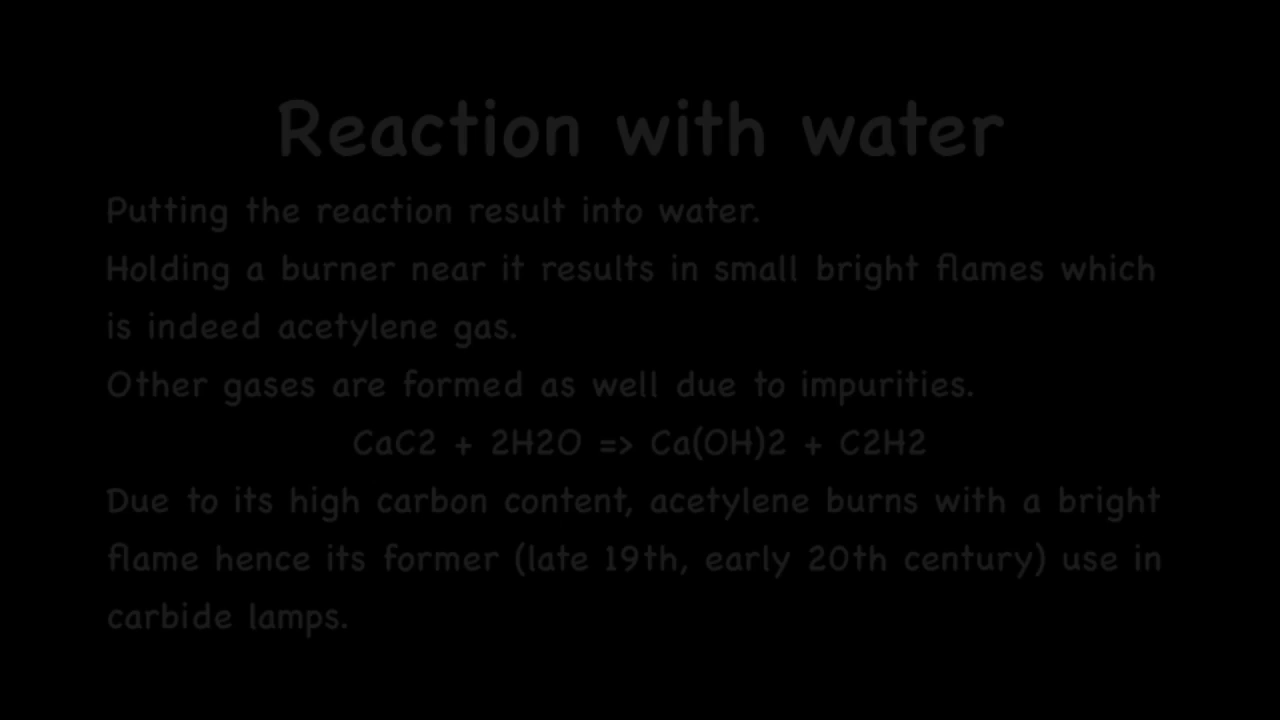 Reaction with water
Putting the reaction result into water.
Holding a burner near it results in small bright flames which
is indeed acetylene gas.
Other gases are formed as well due to impurities.
CaC2 + 2H2O => Ca(OH)2 + C2H2
Due to its high carbon content, acetylene burns with a bright
flame hence its former (late 19th, early 20th century) use in
carbide lamps.